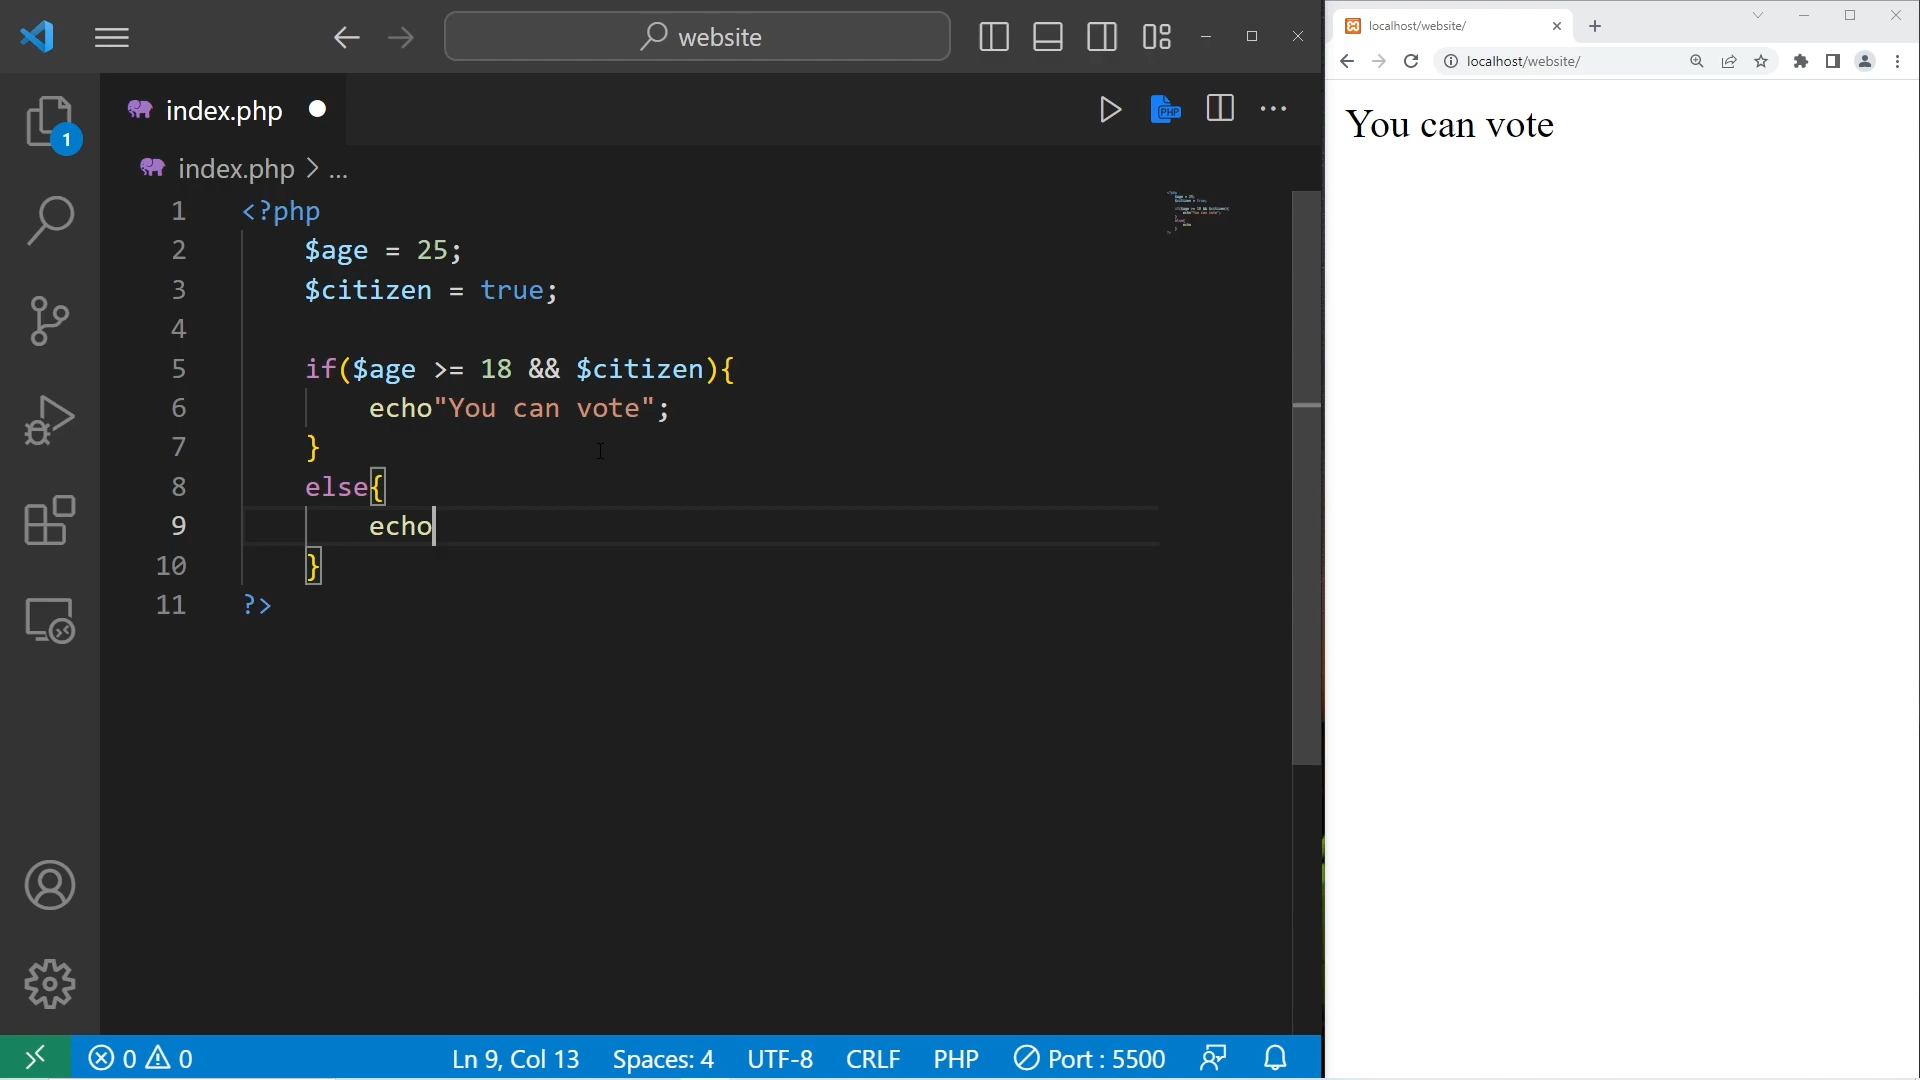 website
index.php
1
index.php > ...
1 <?php
2 $age = 25;
3 $citizen = true;
4
5 if($age >= 18 && $citizen){
6 echo"You can vote";
7 }
8 else{
9 echo
10 }
11 ?>
0 0 Ln 9, Col 13 Spaces: 4 UTF-8 CRLF PHP Port : 5500
localhost/website/
localhost/website/
You can vote